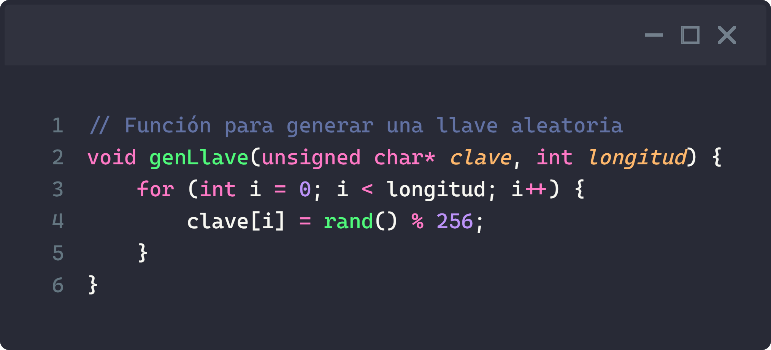 1 // Función para generar una llave aleatoria
2 void genLlave(unsigned char* clave, int longitud) {
3     for (int i = 0; i < longitud; i++) {
4         clave[i] = rand() % 256;
5     }
6 }